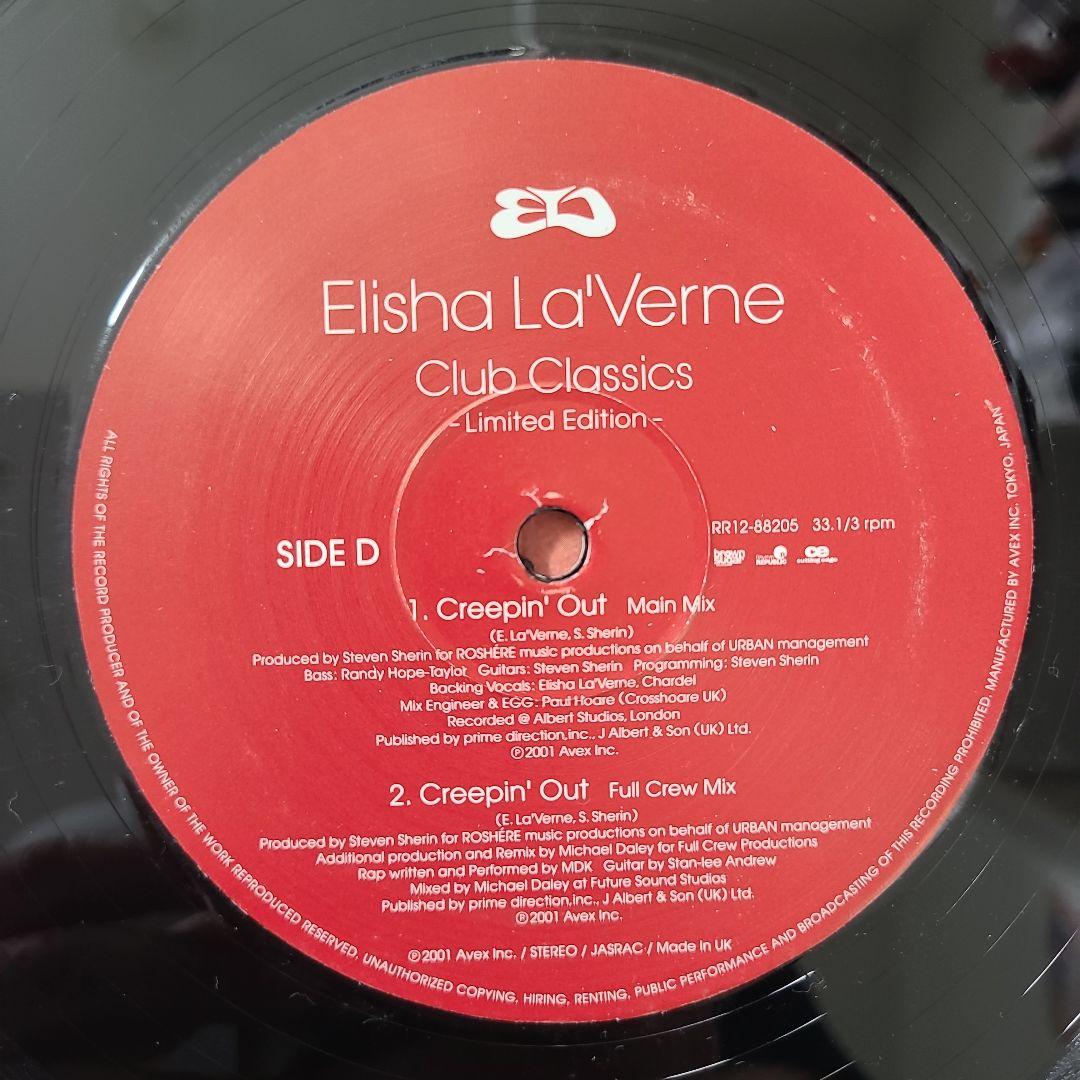 Elisha La'Verne
Club Classics
- Limited Edition -
SIDE D
RR12-88205 33.1/3 rpm
brown sugar
REPUBLIC
ce
cutting edge
1. Creepin' Out Main Mix
(E. La'Verne, S. Sherin)
Produced by Steven Sherin for ROSHÉRE music productions on behalf of URBAN management
Bass: Randy Hope-Taylor Guitars: Steven Sherin Programming: Steven Sherin
Backing Vocals: Elisha La'Verne, Chardel
Mix Engineer & EGG: Paul Hoare (Crosshoare UK)
Recorded @ Albert Studios, London
Published by prime direction,inc., J Albert & Son (UK) Ltd.
℗2001 Avex Inc.
2. Creepin' Out Full Crew Mix
(E. La'Verne, S. Sherin)
Produced by Steven Sherin for ROSHÉRE music productions on behalf of URBAN management
Additional production and Remix by Michael Daley for Full Crew Productions
Rap written and Performed by MDK Guitar by Stan-lee Andrew
Mixed by Michael Daley at Future Sound Studios
Published by prime direction,inc., J Albert & Son (UK) Ltd.
℗2001 Avex Inc.
℗2001 Avex Inc. / STEREO / JASRAC / Made in UK
ALL RIGHTS OF THE RECORD PRODUCER AND OF THE OWNER OF THE WORK REPRODUCED RESERVED. UNAUTHORIZED COPYING, HIRING, RENTING, PUBLIC PERFORMANCE AND BROADCASTING OF THIS RECORDING PROHIBITED. MANUFACTURED BY AVEX INC. TOKYO, JAPAN